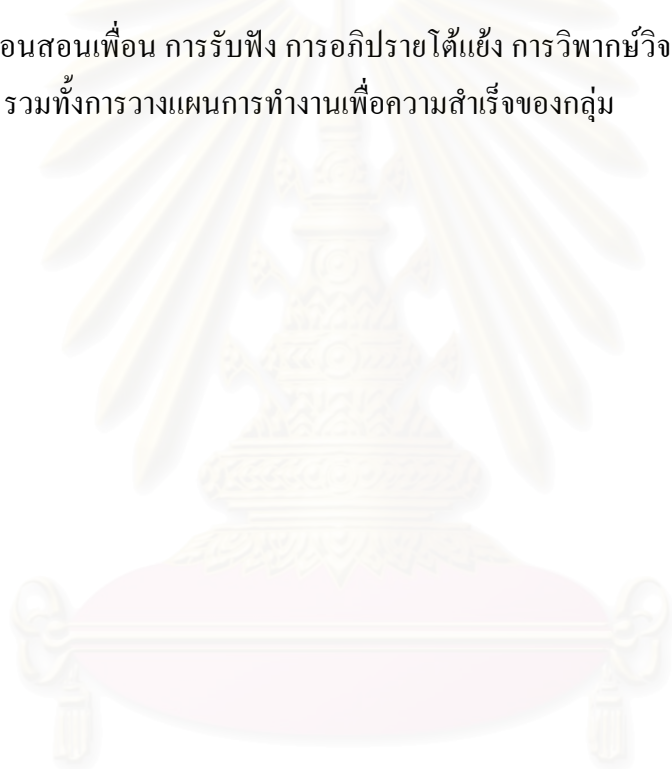 อนสอนเพื่อน การรับฟัง การอภิปรายโต้แย้ง การวิพากษ์วิจ
รวมทั้งการวางแผนการทำงานเพื่อความสำเร็จของกลุ่ม